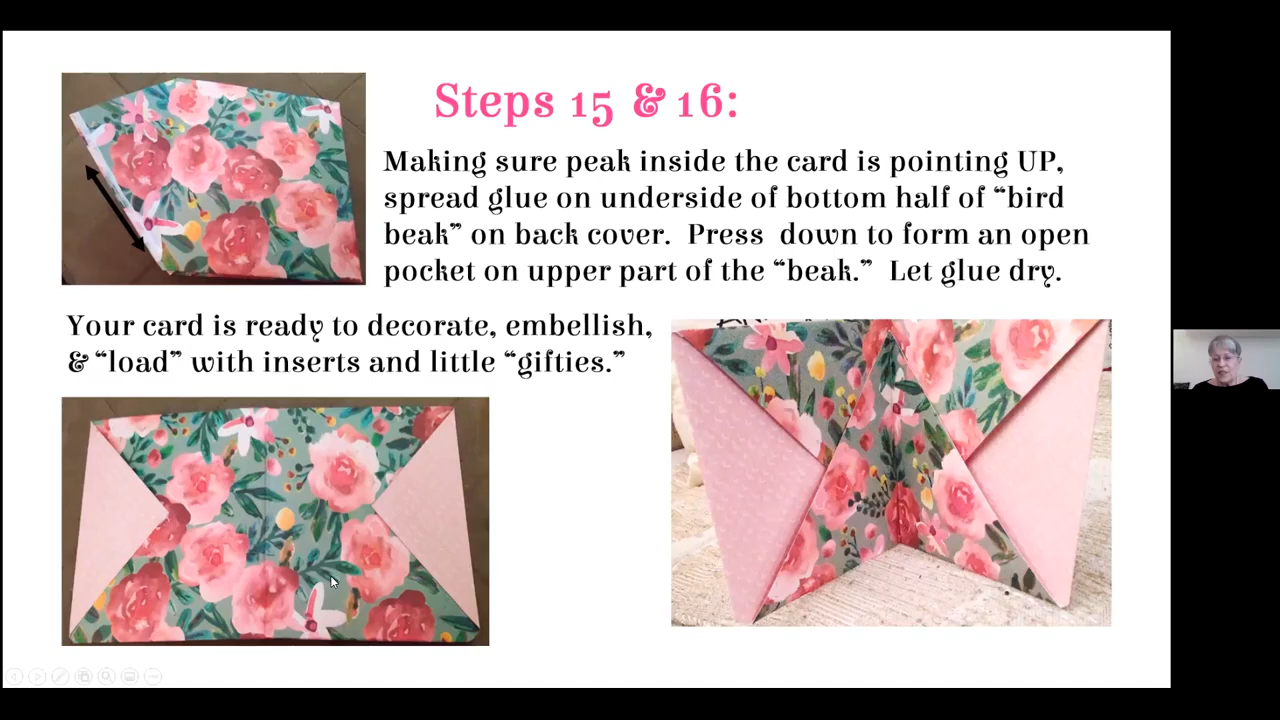 Steps 15 & 16:
Making sure peak inside the card is pointing UP,
spread glue on underside of bottom half of “bird
beak” on back cover.  Press  down to form an open
pocket on upper part of the “beak.”  Let glue dry.
Your card is ready to decorate, embellish,
& “load” with inserts and little “gifties.”